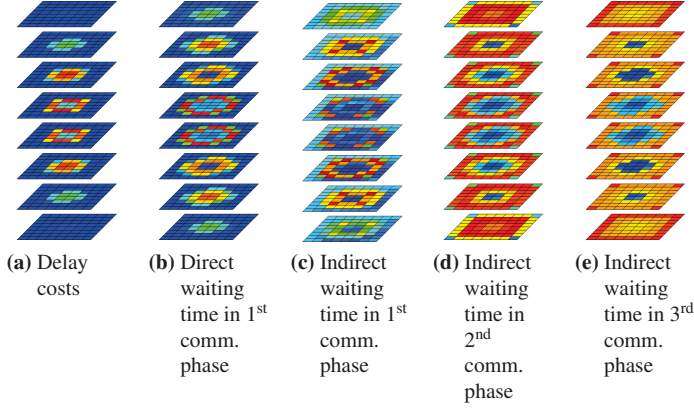 (a) Delay costs
(b) Direct waiting time in 1st comm. phase
(c) Indirect waiting time in 1st comm. phase
(d) Indirect waiting time in 2nd comm. phase
(e) Indirect waiting time in 3rd comm. phase